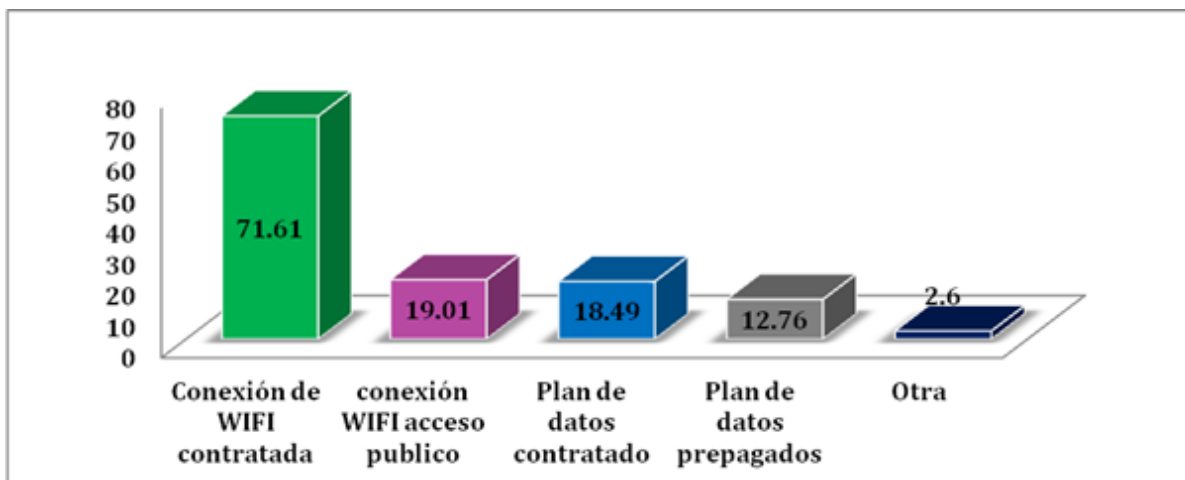 80
70
60
50
40
30
20
10
0
71.61
19.01
18.49
12.76
2.6
Conexión de
WIFI
contratada
conexión
WIFI acceso
publico
Plan de
datos
contratado
Plan de
datos
prepagados
Otra